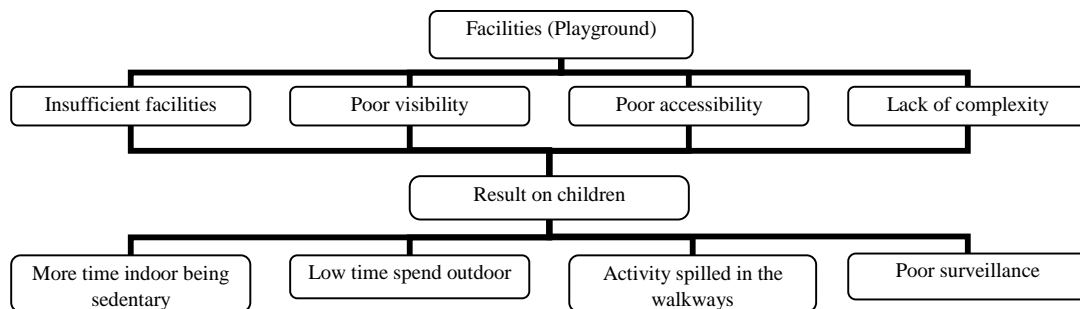 Facilities (Playground)
Insufficient facilities
Poor visibility
Poor accessibility
Lack of complexity
Result on children
More time indoor being
sedentary
Low time spend outdoor
Activity spilled in the
walkways
Poor surveillance